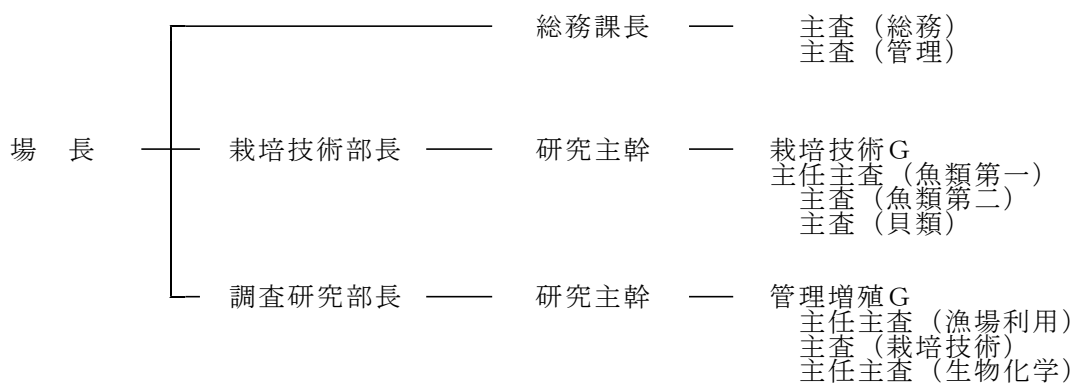 総務課長 主査（総務）
主査（管理）
場　長 栽培技術部長 研究主幹 栽培技術Ｇ
主任主査（魚類第一）
主査（魚類第二）
主査（貝類）
調査研究部長 研究主幹 管理増殖Ｇ
主任主査（漁場利用）
主査（栽培技術）
主任主査（生物化学）